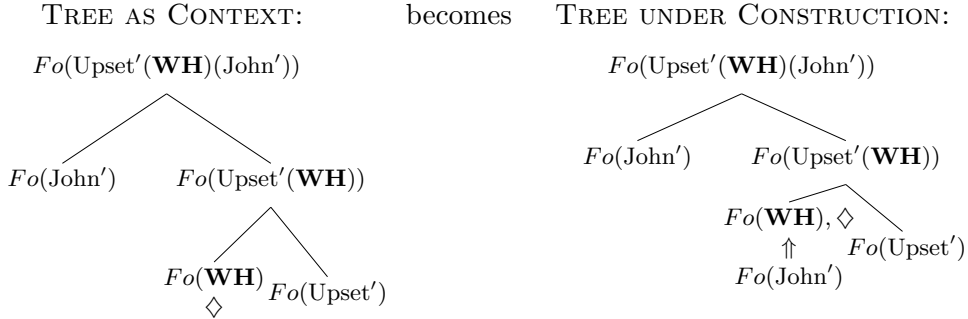 TREE AS CONTEXT: becomes TREE UNDER CONSTRUCTION:
Fo(Upset′(WH)(John′)) Fo(Upset′(WH)(John′))
Fo(John′) Fo(Upset′(WH)) Fo(John′) Fo(Upset′(WH))
Fo(WH), ♢
Fo(WH) Fo(Upset′) ⇑ Fo(Upset′)
♢ Fo(John′)